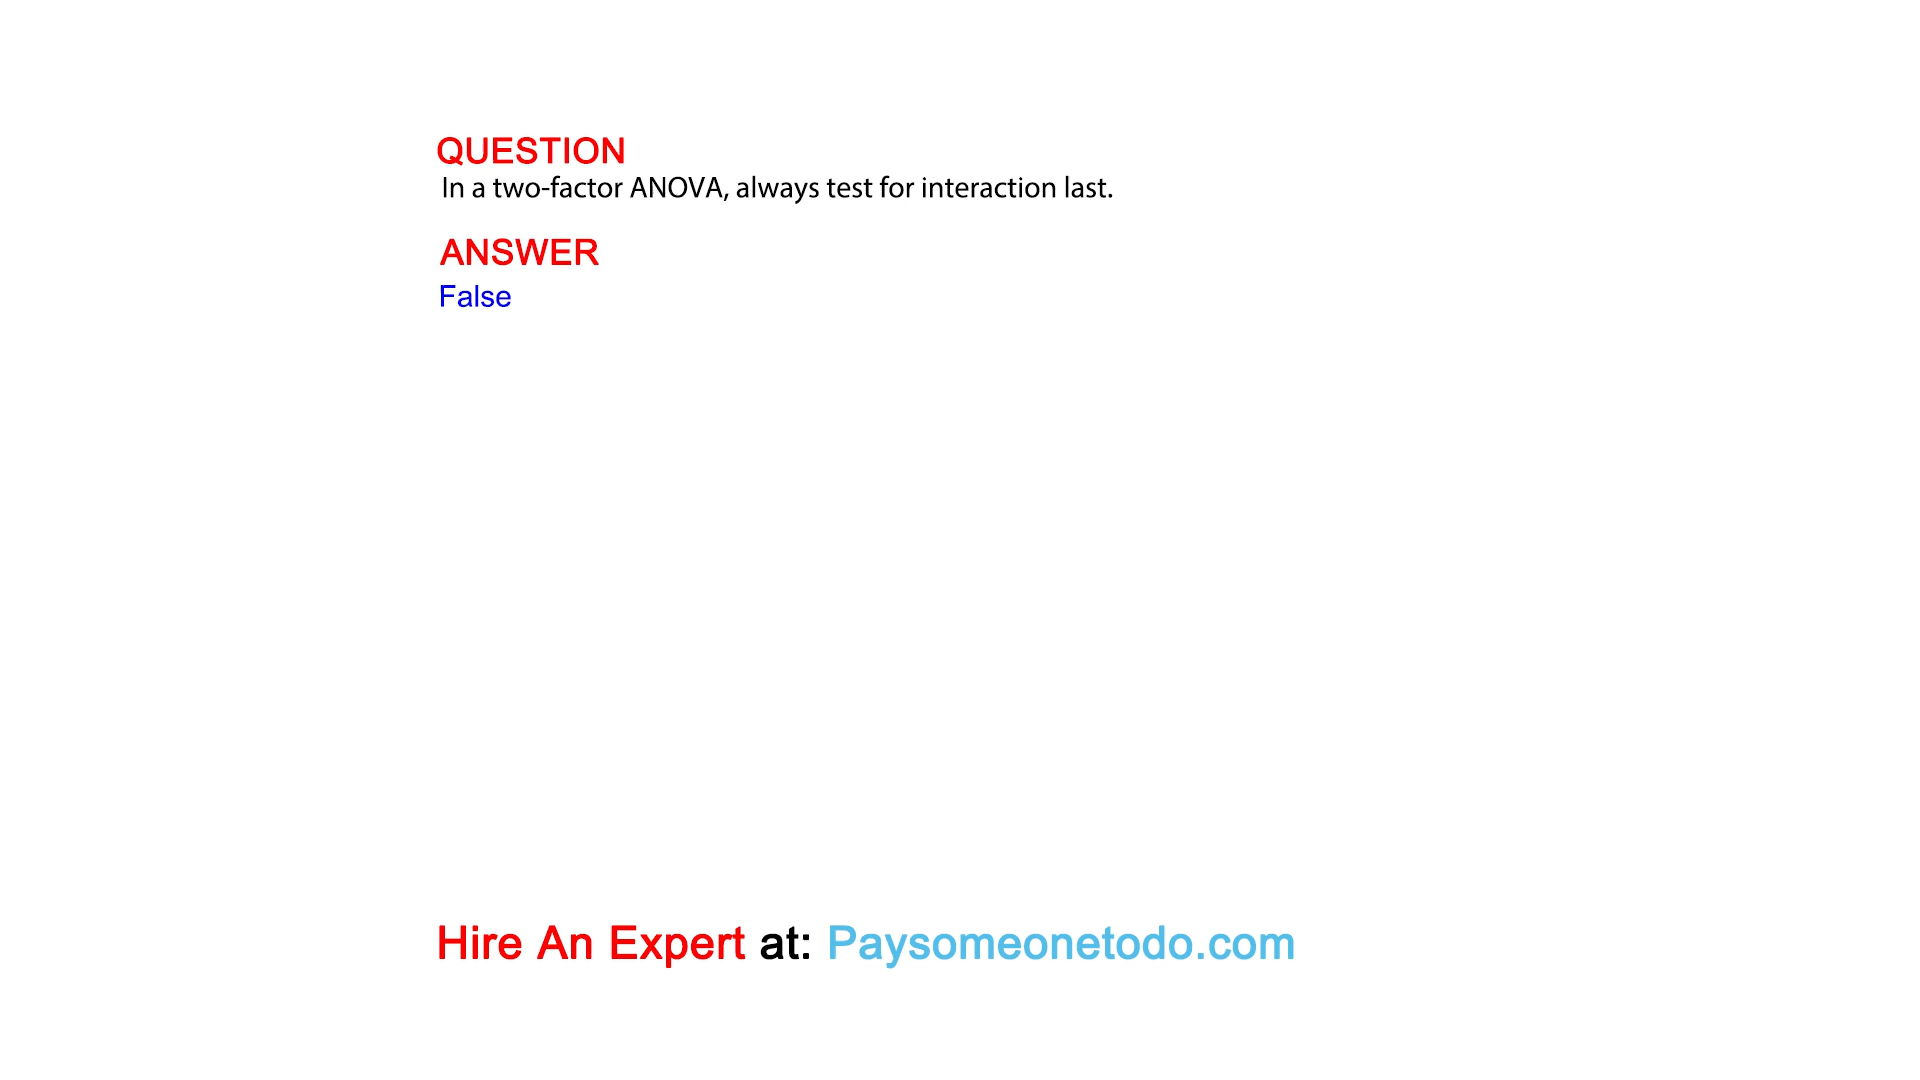 QUESTION
In a two-factor ANOVA, always test for interaction last.
ANSWER
False
Hire An Expert at: Paysomeonetodo.com